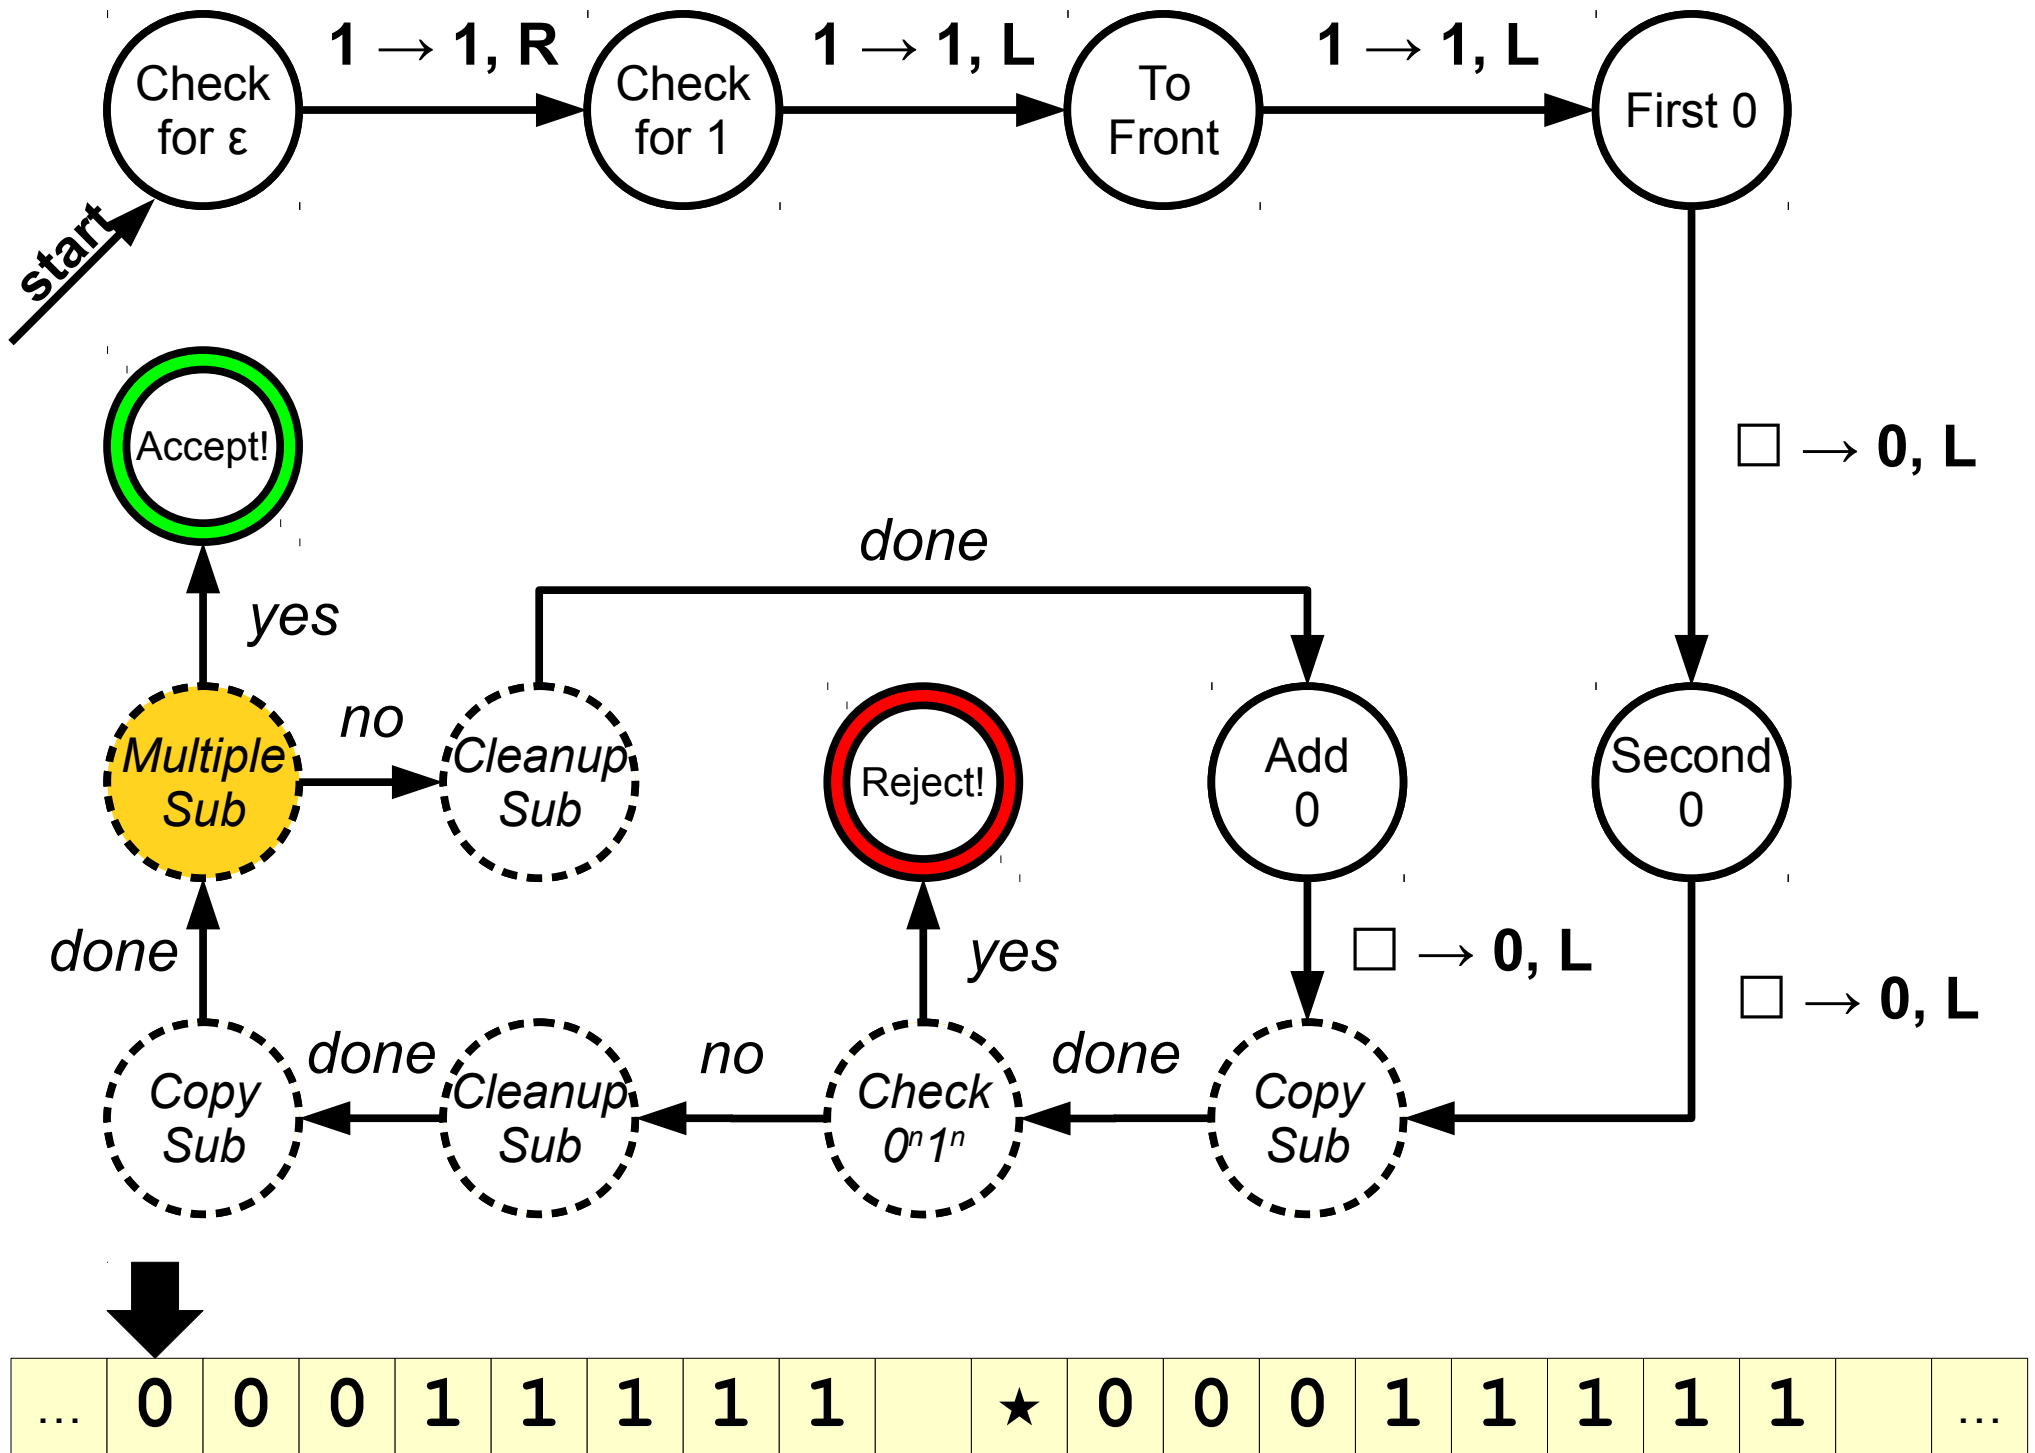 1 → 1, R
1 → 1, L
1 → 1, L
Check
for ε
Check
for 1
To
Front
First 0
start
□ → 0, L
Accept!
done
yes
no
Multiple
Sub
Cleanup
Sub
Reject!
Add
0
Second
0
done
yes
□ → 0, L
□ → 0, L
done
no
done
Copy
Sub
Cleanup
Sub
Check
0ⁿ1ⁿ
Copy
Sub
... 0 0 0 1 1 1 1 1 ★ 0 0 0 1 1 1 1 1 ...